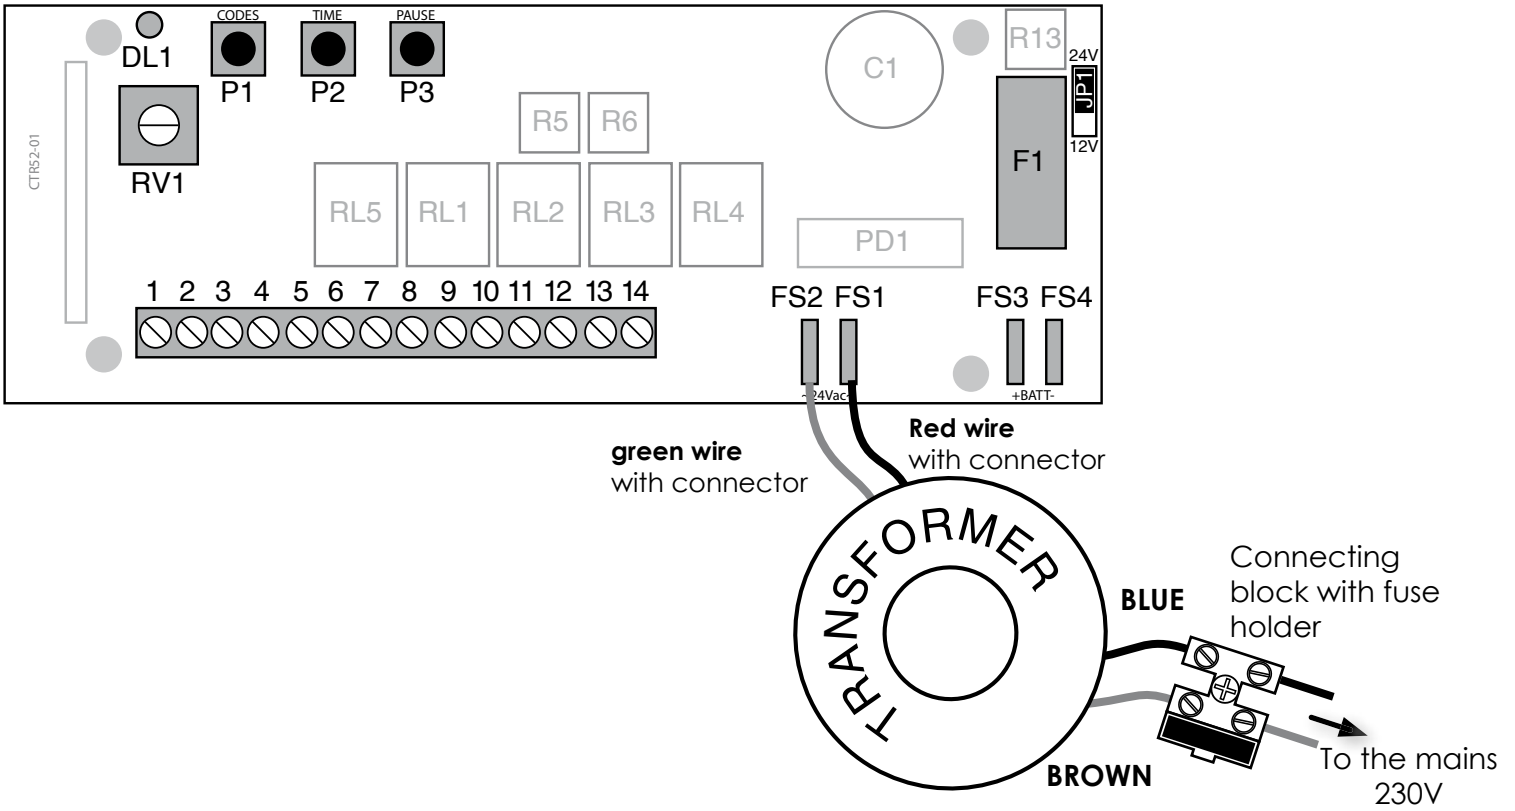 CODES TIME PAUSE
DL1
P1 P2 P3
RV1
CTR52-01
R5 R6
RL5 RL1 RL2 RL3 RL4
C1
R13
24V
JP1
12V
F1
PD1
1 2 3 4 5 6 7 8 9 10 11 12 13 14
FS2 FS1 FS3 FS4
~24Vac~
+BATT-
green wire
with connector
Red wire
with connector
TRANSFORMER
BLUE
BROWN
Connecting
block with fuse
holder
To the mains
230V